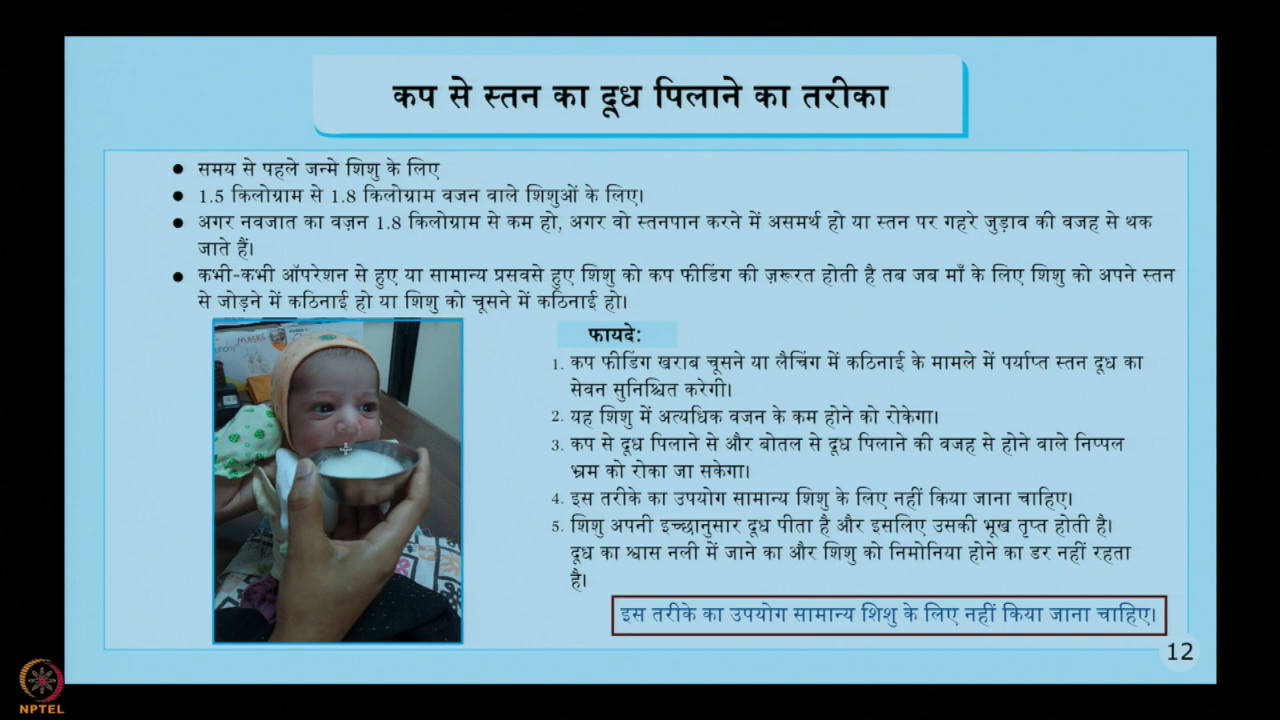 कप से स्तन का दूध पिलाने का तरीका
● समय से पहले जन्मे शिशु के लिए
● 1.5 किलोग्राम से 1.8 किलोग्राम वजन वाले शिशुओं के लिए।
● अगर नवजात का वज़न 1.8 किलोग्राम से कम हो, अगर वो स्तनपान करने में असमर्थ हो या स्तन पर गहरे जुड़ाव की वजह से थक
जाते हैं।
● कभी-कभी ऑपरेशन से हुए या सामान्य प्रसवसे हुए शिशु को कप फीडिंग की ज़रूरत होती है तब जब माँ के लिए शिशु को अपने स्तन
से जोड़ने में कठिनाई हो या शिशु को चूसने में कठिनाई हो।
MASKS
फायदे:
1. कप फीडिंग खराब चूसने या लैचिंग में कठिनाई के मामले में पर्याप्त स्तन दूध का
सेवन सुनिश्चित करेगी।
2. यह शिशु में अत्यधिक वजन के कम होने को रोकेगा।
3. कप से दूध पिलाने से और बोतल से दूध पिलाने की वजह से होने वाले निप्पल
भ्रम को रोका जा सकेगा।
4. इस तरीके का उपयोग सामान्य शिशु के लिए नहीं किया जाना चाहिए।
5. शिशु अपनी इच्छानुसार दूध पीता है और इसलिए उसकी भूख तृप्त होती है।
दूध का श्वास नली में जाने का और शिशु को निमोनिया होने का डर नहीं रहता
है।
इस तरीके का उपयोग सामान्य शिशु के लिए नहीं किया जाना चाहिए।
12
NPTEL